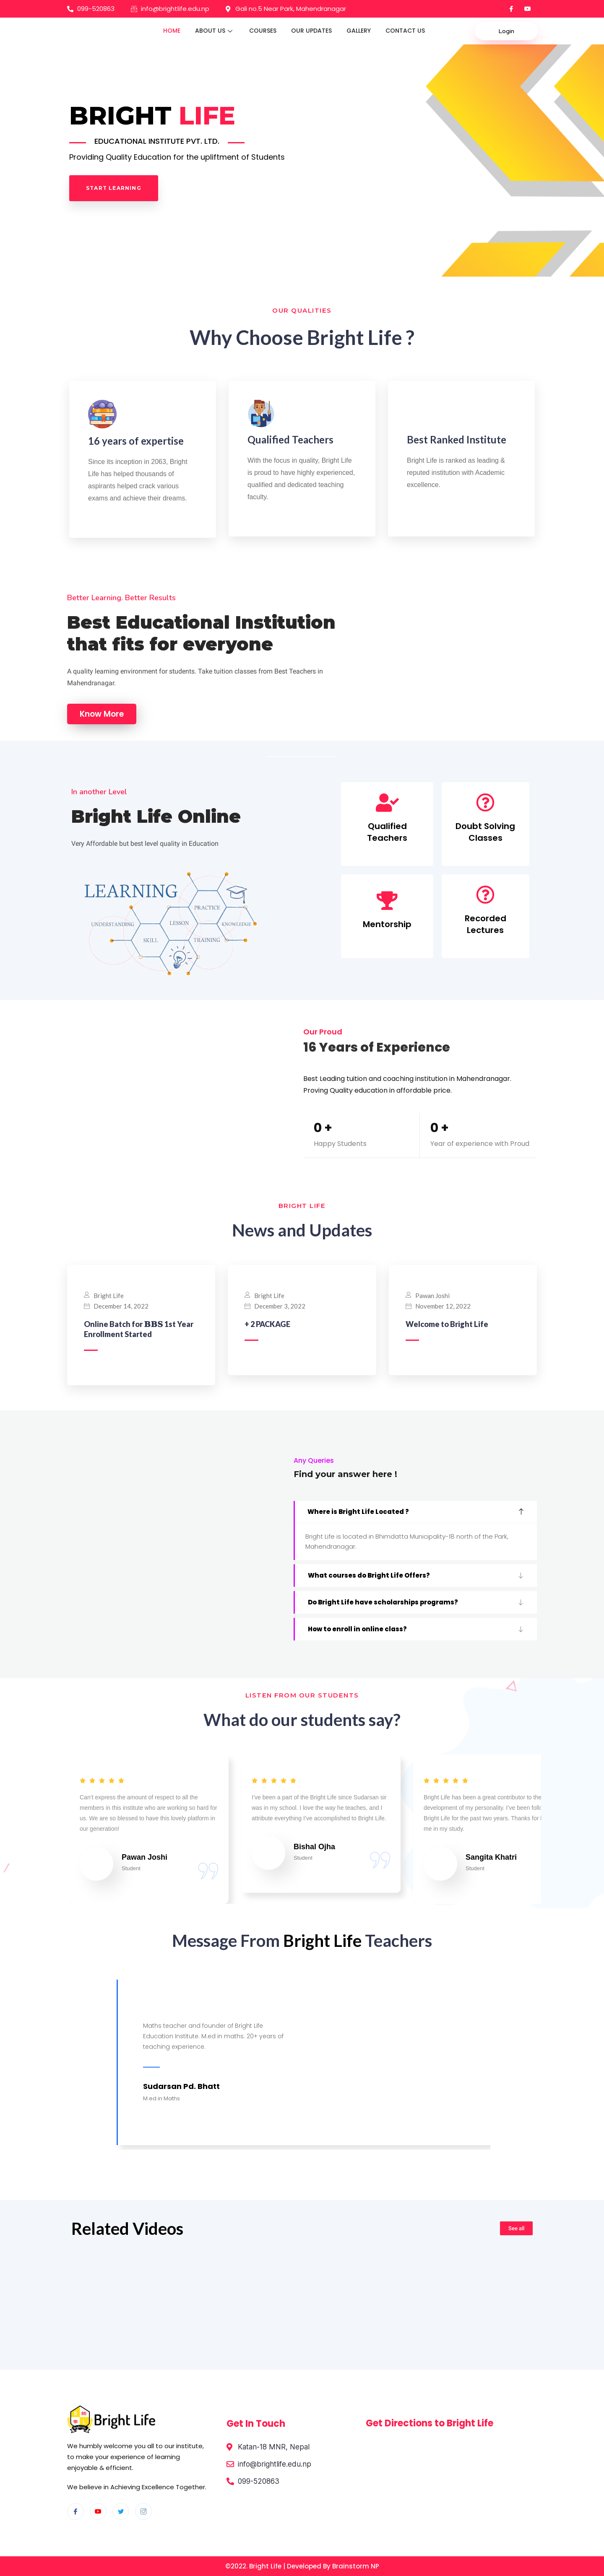 099-520863
info@brightlife.edu.np
Gali no.5 Near Park, Mahendranagar
HOME
ABOUT US
COURSES
OUR UPDATES
GALLERY
CONTACT US
Login
BRIGHT LIFE
EDUCATIONAL INSTITUTE PVT. LTD.
Providing Quality Education for the upliftment of Students
START LEARNING
OUR QUALITIES
Why Choose Bright Life ?
16 years of expertise
Since its inception in 2063, Bright
Life has helped thousands of
aspirants helped crack various
exams and achieve their dreams.
Qualified Teachers
With the focus in quality, Bright Life
is proud to have highly experienced,
qualified and dedicated teaching
faculty.
Best Ranked Institute
Bright Life is ranked as leading &
reputed institution with Academic
excellence.
Better Learning. Better Results
Best Educational Institution
that fits for everyone
A quality learning environment for students. Take tuition classes from Best Teachers in
Mahendranagar.
Know More
In another Level
Bright Life Online
Very Affordable but best level quality in Education
LEARNING
UNDERSTANDING
PRACTICE
LESSON
KNOWLEDGE
SKILL
TRAINING
Qualified
Teachers
Doubt Solving
Classes
Mentorship
Recorded
Lectures
Our Proud
16 Years of Experience
Best Leading tuition and coaching institution in Mahendranagar.
Proving Quality education in affordable price.
0 +
Happy Students
0 +
Year of experience with Proud
BRIGHT LIFE
News and Updates
Bright Life
December 14, 2022
Online Batch for BBS 1st Year
Enrollment Started
Bright Life
December 3, 2022
+ 2 PACKAGE
Pawan Joshi
November 12, 2022
Welcome to Bright Life
Any Queries
Find your answer here !
Where is Bright Life Located ?
Bright Life is located in Bhimdatta Municipality-18 north of the Park,
Mahendranagar.
What courses do Bright Life Offers?
Do Bright Life have scholarships programs?
How to enroll in online class?
LISTEN FROM OUR STUDENTS
What do our students say?
Can't express the amount of respect to all the
members in this institute who are working so hard for
us. We are so blessed to have this lovely platform in
our generation!
Pawan Joshi
Student
I've been a part of the Bright Life since Sudarsan sir
was in my school. I love the way he teaches, and I
attribute everything I've accomplished to Bright Life.
Bishal Ojha
Student
Bright Life has been a great contributor to the
development of my personality. I've been foll
Bright Life for the past two years. Thanks for
me in my study.
Sangita Khatri
Student
Message From Bright Life Teachers
Maths teacher and founder of Bright Life
Education Institute. M.ed in maths, 20+ years of
teaching experience.
Sudarsan Pd. Bhatt
M.ed in Maths
Related Videos
See all
Bright Life
We humbly welcome you all to our institute,
to make your experience of learning
enjoyable & efficient.
We believe in Achieving Excellence Together.
Get In Touch
Katan-18 MNR, Nepal
info@brightlife.edu.np
099-520863
Get Directions to Bright Life
©2022. Bright Life | Developed By Brainstorm NP